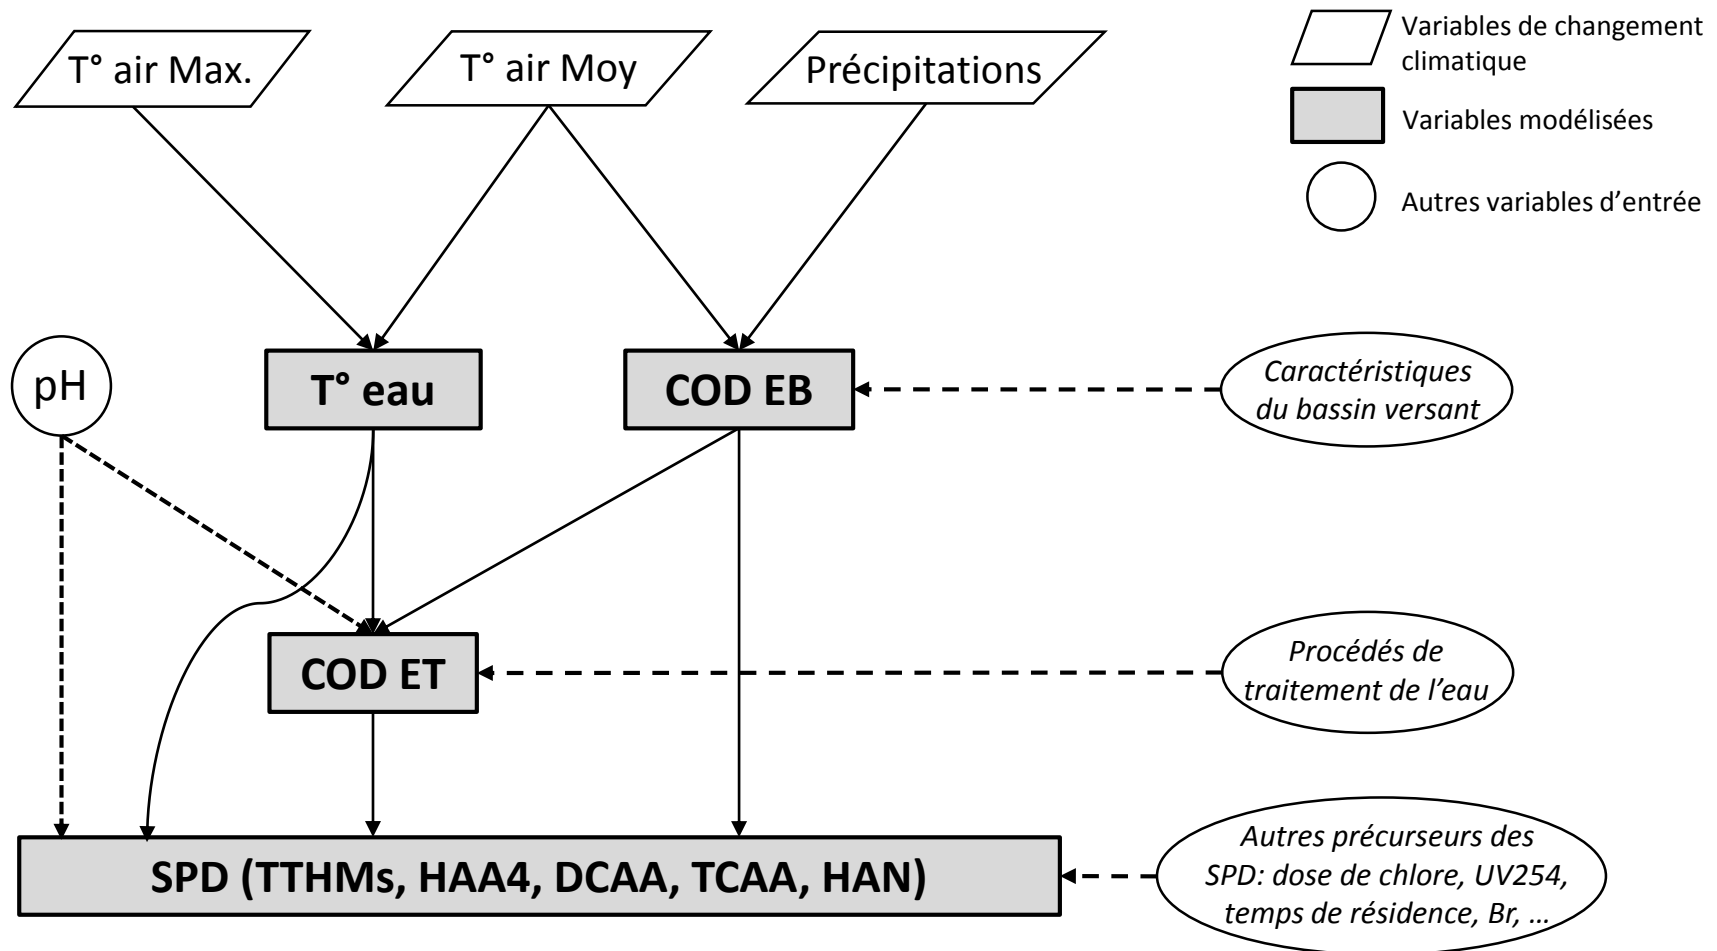 T° air Max.
T° air Moy
Précipitations
Variables de changement
climatique
Variables modélisées
Autres variables d’entrée
pH
T° eau
COD EB
Caractéristiques
du bassin versant
COD ET
Procédés de
traitement de l’eau
SPD (TTHMs, HAA4, DCAA, TCAA, HAN)
Autres précurseurs des
SPD: dose de chlore, UV254,
temps de résidence, Br, ...